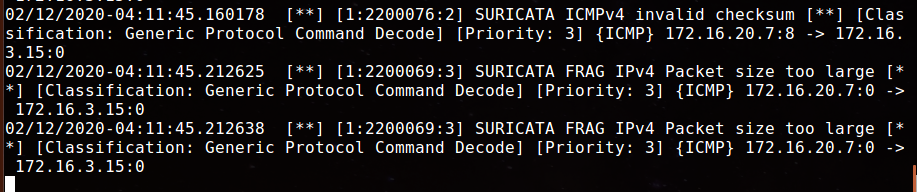 02/12/2020-04:11:45.160178  [**] [1:2200076:2] SURICATA ICMPv4 invalid checksum [**] [Clas
sification: Generic Protocol Command Decode] [Priority: 3] {ICMP} 172.16.20.7:8 -> 172.16.
3.15:0
02/12/2020-04:11:45.212625  [**] [1:2200069:3] SURICATA FRAG IPv4 Packet size too large [*
*] [Classification: Generic Protocol Command Decode] [Priority: 3] {ICMP} 172.16.20.7:0 ->
 172.16.3.15:0
02/12/2020-04:11:45.212638  [**] [1:2200069:3] SURICATA FRAG IPv4 Packet size too large [*
*] [Classification: Generic Protocol Command Decode] [Priority: 3] {ICMP} 172.16.20.7:0 ->
 172.16.3.15:0